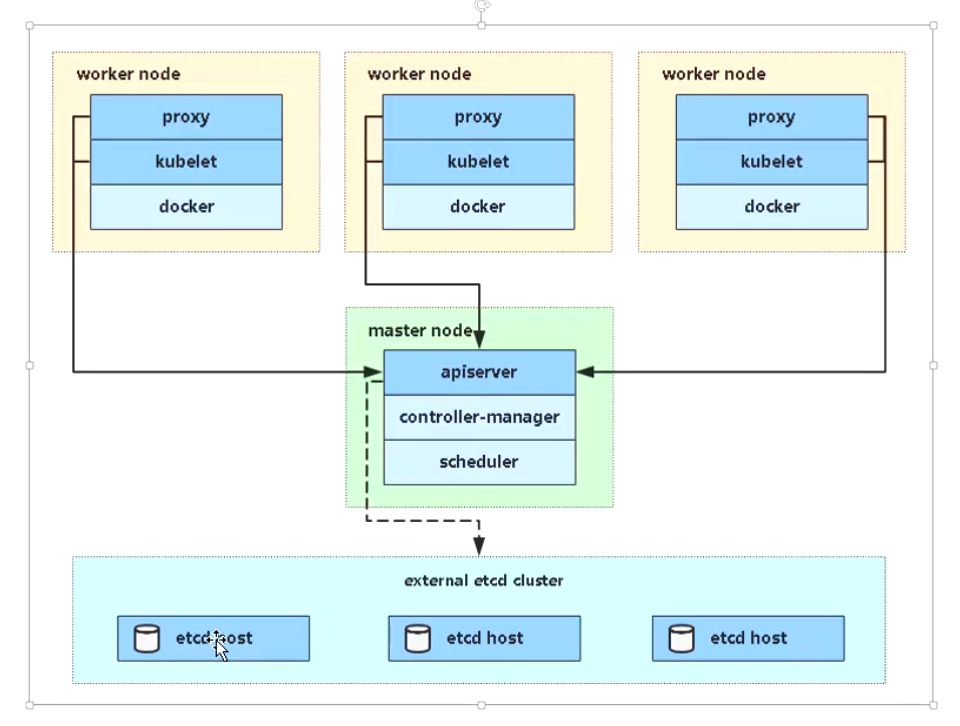 worker node
proxy
kubelet
docker
worker node
proxy
kubelet
docker
worker node
proxy
kubelet
docker
master node
apiserver
controller-manager
scheduler
external etcd cluster
etcd host
etcd host
etcd host